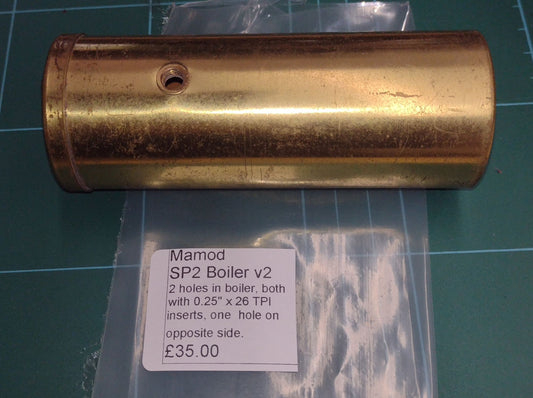 Mamod
SP2 Boiler v2
2 holes in boiler, both
with 0.25" x 26 TPI
inserts, one hole on
opposite side.
£35.00